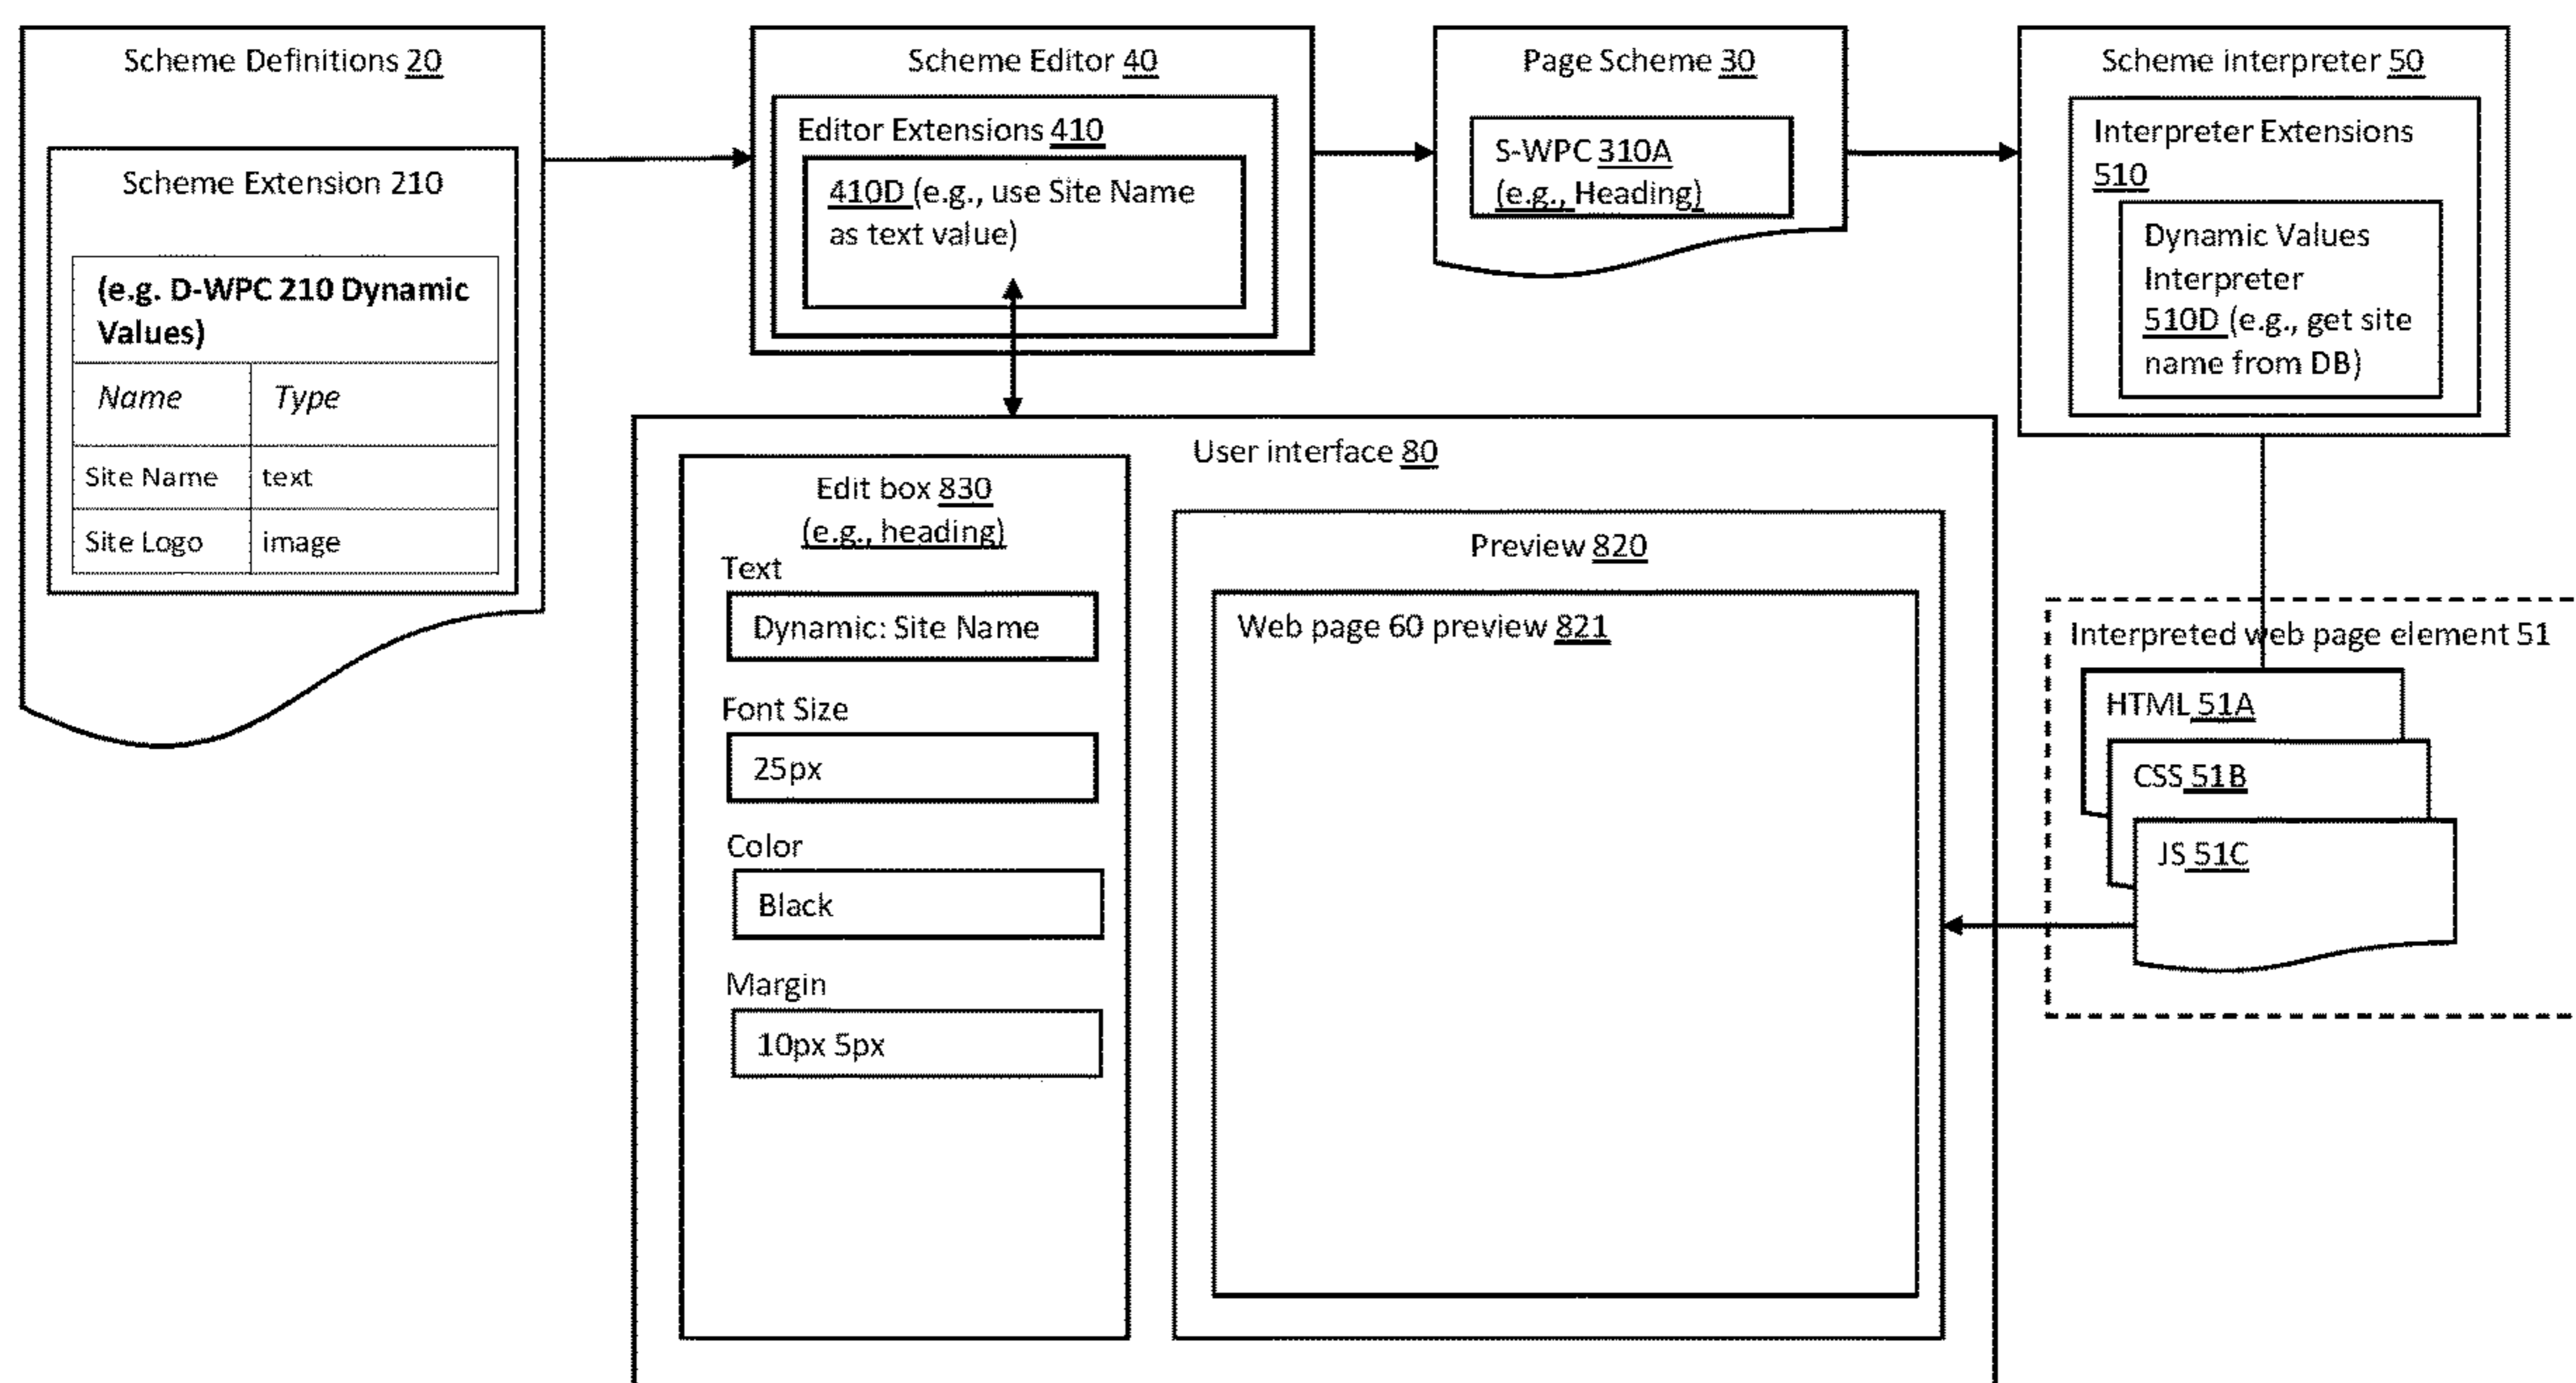 Scheme Definitions 20
Scheme Extension 210
(e.g. D-WPC 210 Dynamic
Values)
Name Type
Site Name text
Site Logo image
Scheme Editor 40
Editor Extensions 410
410D (e.g., use Site Name
as text value)
Page Scheme 30
S-WPC 310A
(e.g., Heading)
Scheme interpreter 50
Interpreter Extensions
510
Dynamic Values
Interpreter
510D (e.g., get site
name from DB)
User interface 80
Edit box 830
(e.g., heading)
Text
Dynamic: Site Name
Font Size
25px
Color
Black
Margin
10px 5px
Preview 820
Web page 60 preview 821
Interpreted web page element 51
HTML 51A
CSS 51B
JS 51C